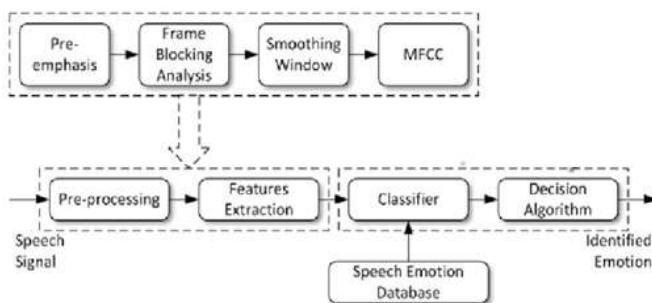 Pre-
emphasis
Frame
Blocking
Analysis
Smoothing
Window
MFCC
Pre-processing
Features
Extraction
Classifier
Decision
Algorithm
Speech
Signal
Identified
Emotion
Speech Emotion
Database